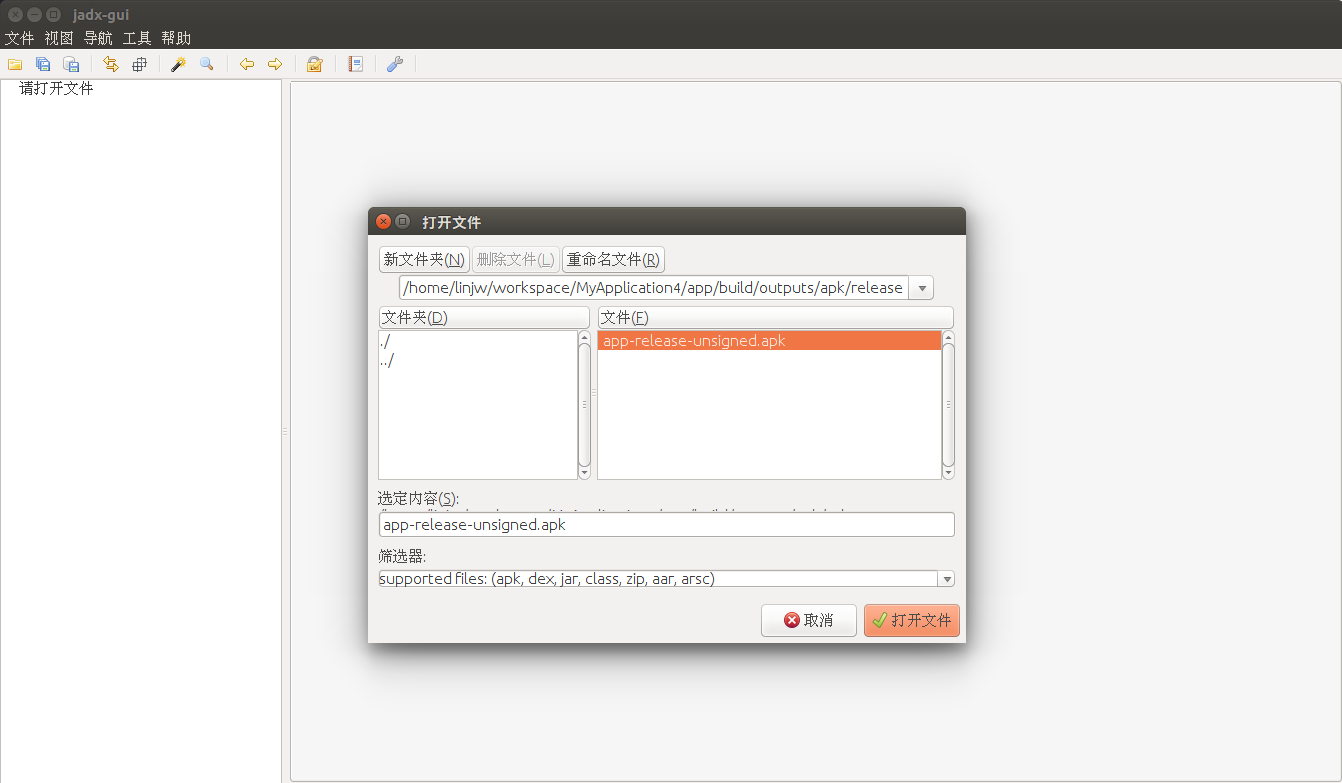 jadx-gui
文件 视图 导航 工具 帮助
请打开文件
打开文件
新文件夹(N) 删除文件(L) 重命名文件(R)
/home/linjw/workspace/MyApplication4/app/build/outputs/apk/release
文件夹(D) 文件(F)
./ app-release-unsigned.apk
../
选定内容(S):
app-release-unsigned.apk
筛选器:
supported files: (apk, dex, jar, class, zip, aar, arsc)
取消 打开文件